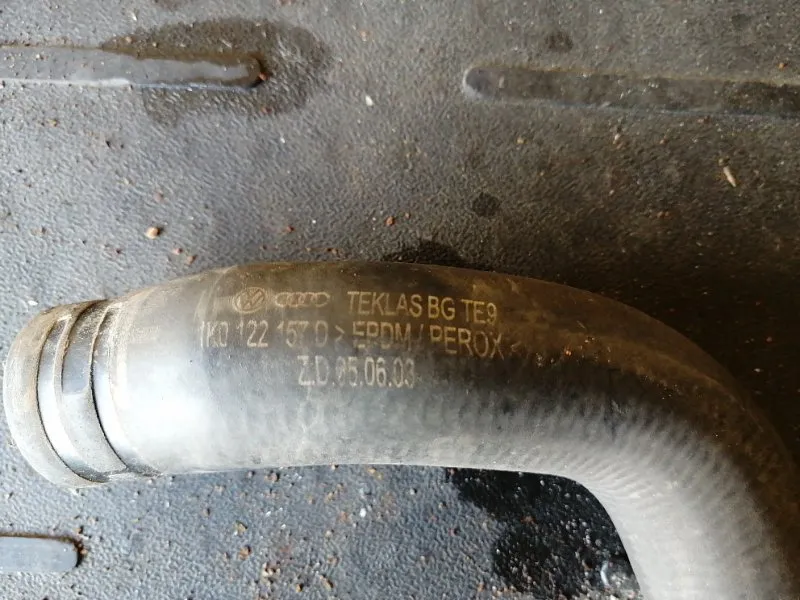 TEKLAS BG TE9
1K0 122 157 D > EPDM / PEROX <
Z.D.05.06.03